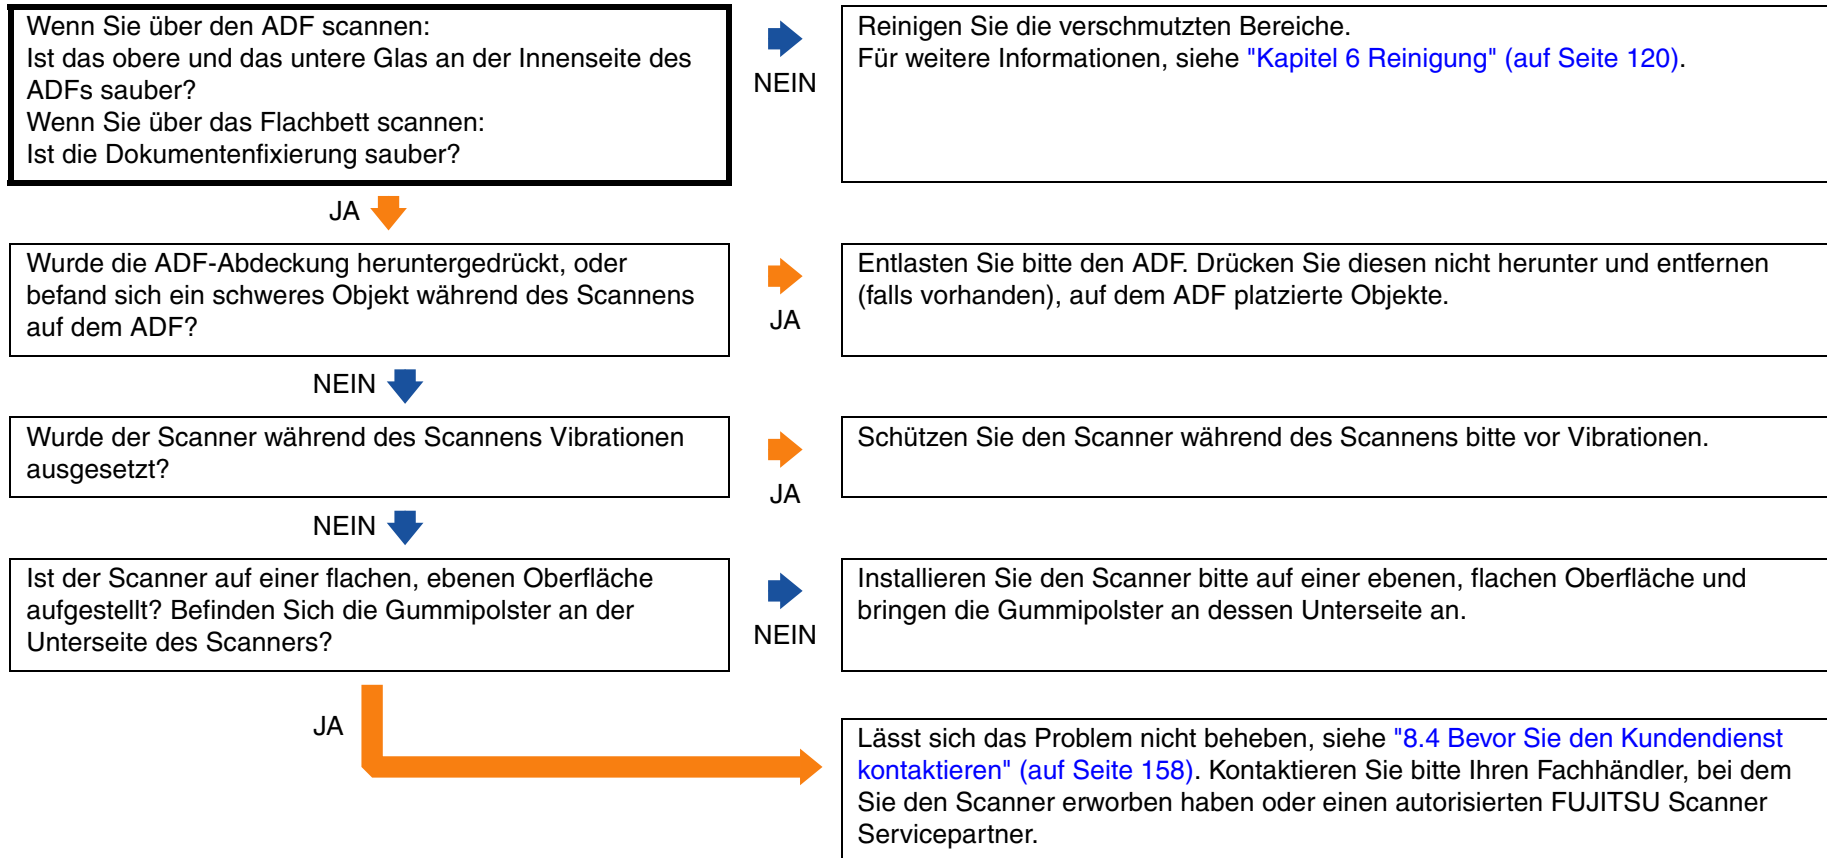 Wenn Sie über den ADF scannen:
Ist das obere und das untere Glas an der Innenseite des
ADFs sauber?
Wenn Sie über das Flachbett scannen:
Ist die Dokumentenfixierung sauber?
NEIN
Reinigen Sie die verschmutzten Bereiche.
Für weitere Informationen, siehe "Kapitel 6 Reinigung" (auf Seite 120).
JA
Wurde die ADF-Abdeckung heruntergedrückt, oder
befand sich ein schweres Objekt während des Scannens
auf dem ADF?
JA
Entlasten Sie bitte den ADF. Drücken Sie diesen nicht herunter und entfernen
(falls vorhanden), auf dem ADF platzierte Objekte.
NEIN
Wurde der Scanner während des Scannens Vibrationen
ausgesetzt?
JA
Schützen Sie den Scanner während des Scannens bitte vor Vibrationen.
NEIN
Ist der Scanner auf einer flachen, ebenen Oberfläche
aufgestellt? Befinden Sich die Gummipolster an der
Unterseite des Scanners?
NEIN
Installieren Sie den Scanner bitte auf einer ebenen, flachen Oberfläche und
bringen die Gummipolster an dessen Unterseite an.
JA
Lässt sich das Problem nicht beheben, siehe "8.4 Bevor Sie den Kundendienst
kontaktieren" (auf Seite 158). Kontaktieren Sie bitte Ihren Fachhändler, bei dem
Sie den Scanner erworben haben oder einen autorisierten FUJITSU Scanner
Servicepartner.